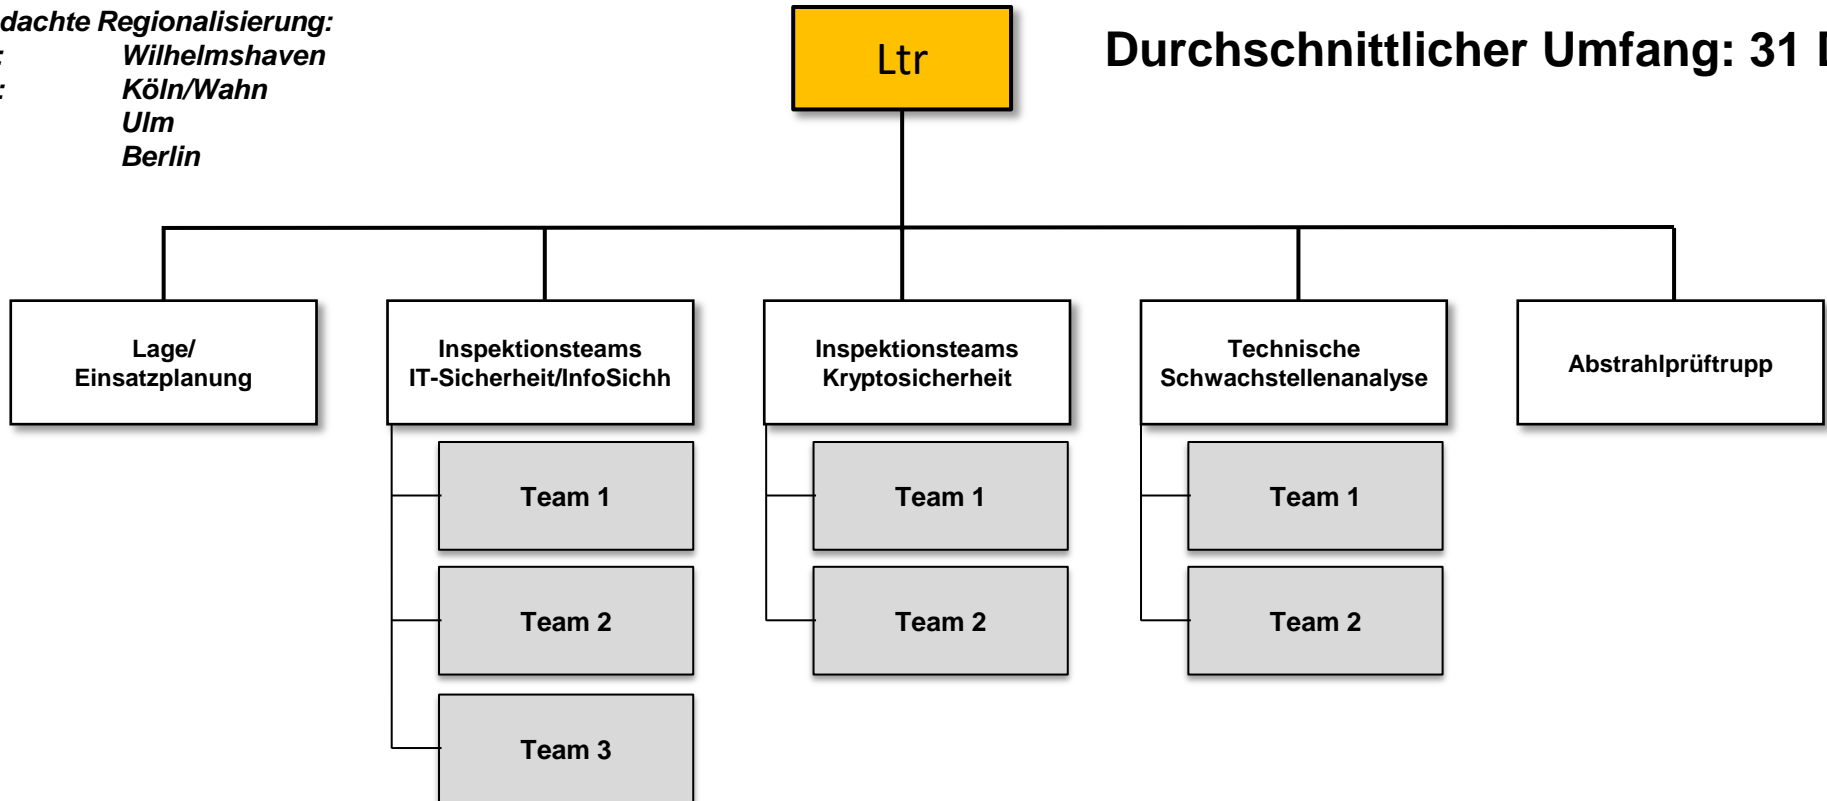 dachte Regionalisierung:
: Wilhelmshaven
: Köln/Wahn
Ulm
Berlin
Ltr
Durchschnittlicher Umfang: 31
Lage/
Einsatzplanung
Inspektionsteams
IT-Sicherheit/InfoSichh
Inspektionsteams
Kryptosicherheit
Technische
Schwachstellenanalyse
Abstrahlprüftrupp
Team 1
Team 2
Team 3
Team 1
Team 2
Team 1
Team 2